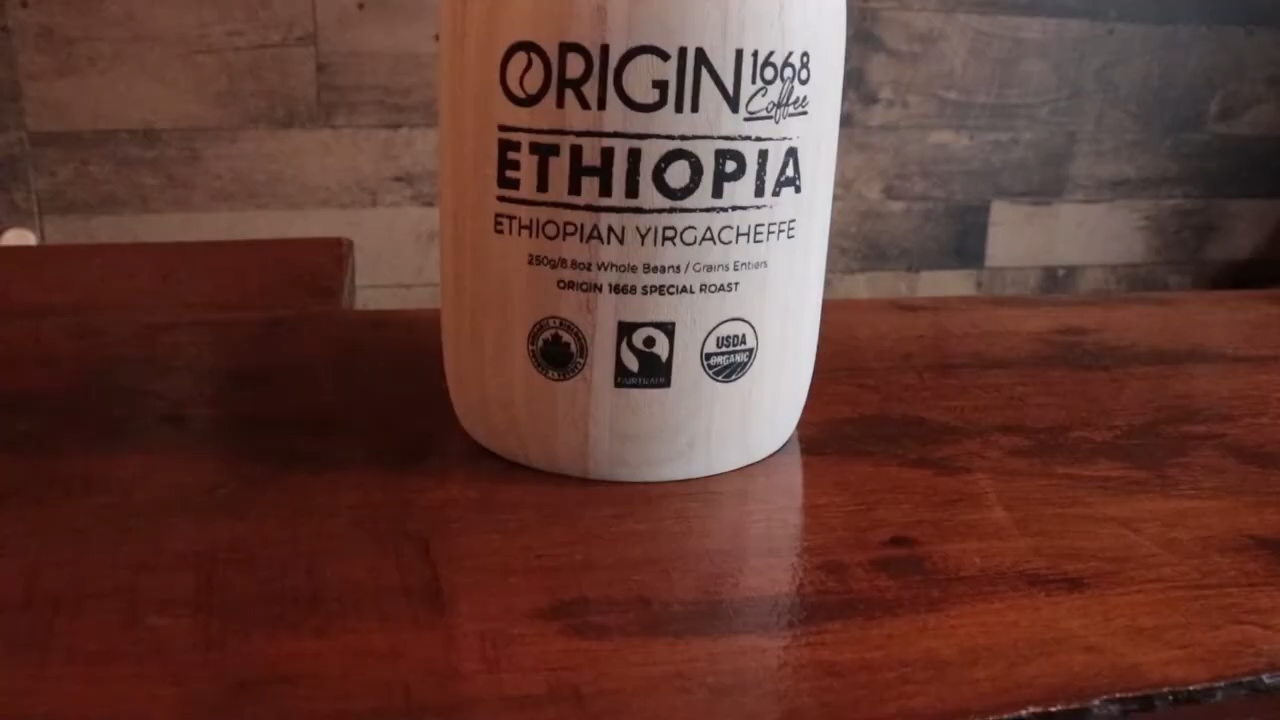 ORIGIN 1668
Coffee
ETHIOPIA
ETHIOPIAN YIRGACHEFFE
250g/8.8oz Whole Beans / Grains Entiers
ORIGIN 1668 SPECIAL ROAST
FAIRTRADE
USDA
ORGANIC